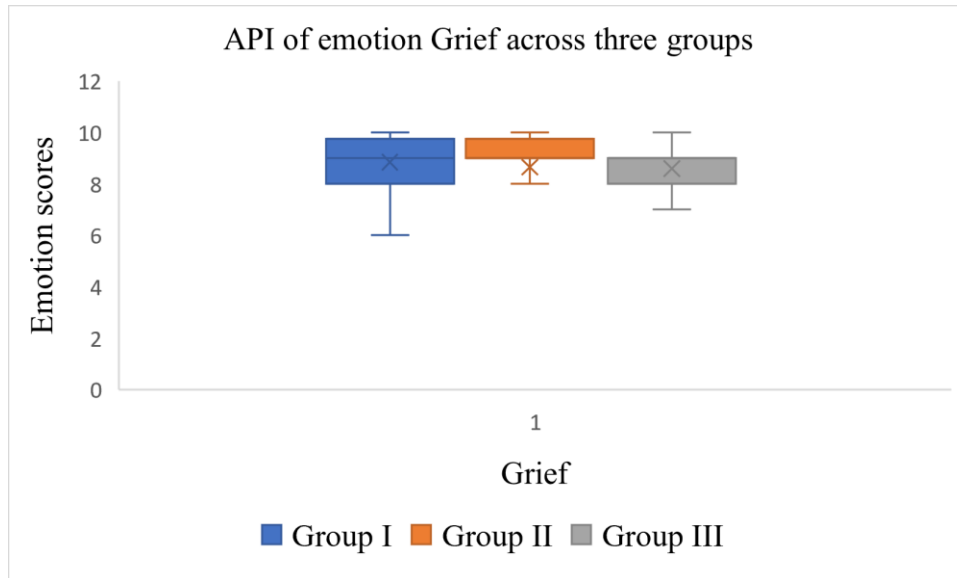 API of emotion Grief across three groups
12
10
8
6
4
2
0
Emotion scores
1
Grief
Group I Group II Group III